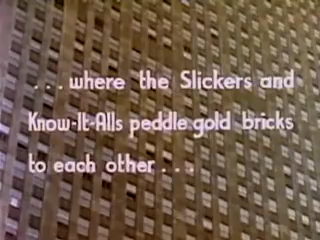 ...where the Slickers and
Know-It-Alls peddle gold bricks
to each other...